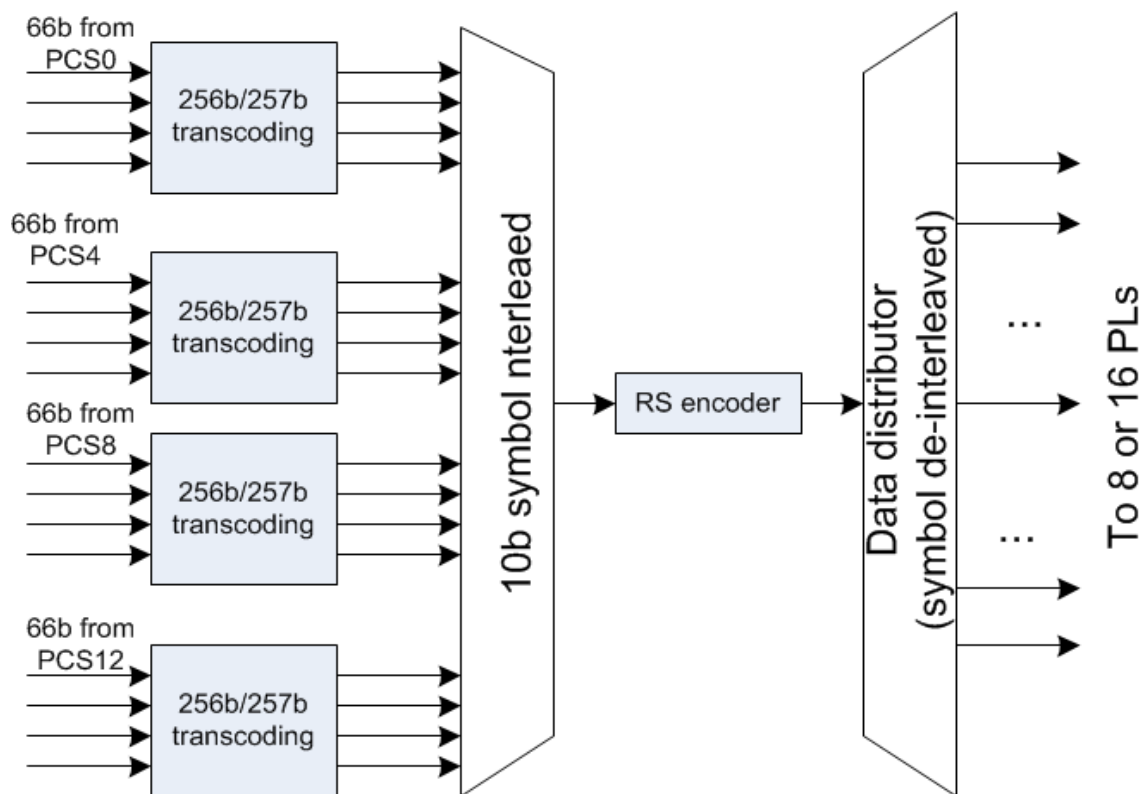 66b from
PCS0
256b/257b
transcoding
66b from
PCS4
256b/257b
transcoding
66b from
PCS8
256b/257b
transcoding
66b from
PCS12
256b/257b
transcoding
10b symbol nterleaed
RS encoder
Data distributor
(symbol de-interleaved)
...
...
To 8 or 16 PLs